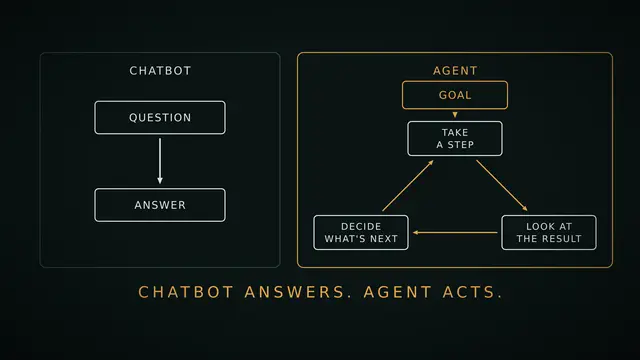 CHATBOT
QUESTION
ANSWER
AGENT
GOAL
TAKE
A STEP
DECIDE
WHAT'S NEXT
LOOK AT
THE RESULT
CHATBOT ANSWERS. AGENT ACTS.